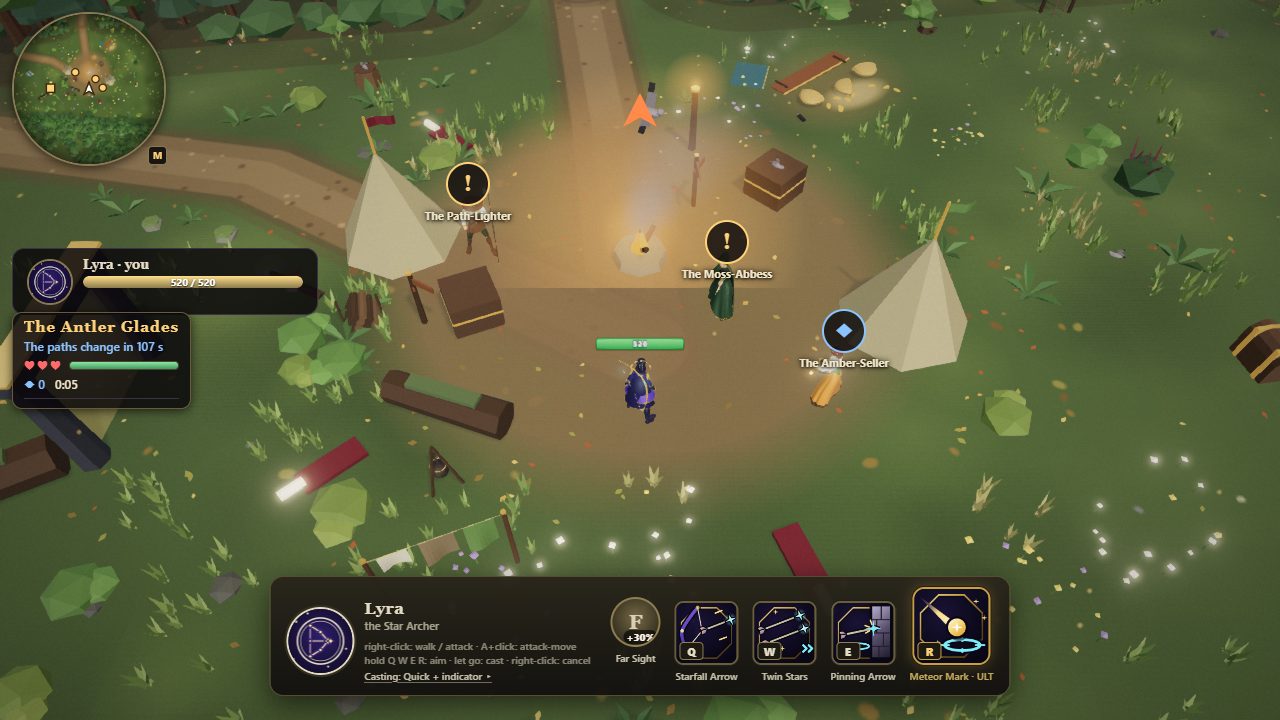 M
!
The Path-Lighter
!
The Moss-Abbess
Lyra · you
520 / 520
The Antler Glades
The paths change in 107 s
0 0:05
520
The Amber-Seller
Lyra
the Star Archer
right-click: walk / attack · A+click: attack-move
hold Q W E R: aim · let go: cast · right-click: cancel
Casting: Quick + indicator ▸
F
+30%
Far Sight
Q
Starfall Arrow
W
Twin Stars
E
Pinning Arrow
R
Meteor Mark · ULT